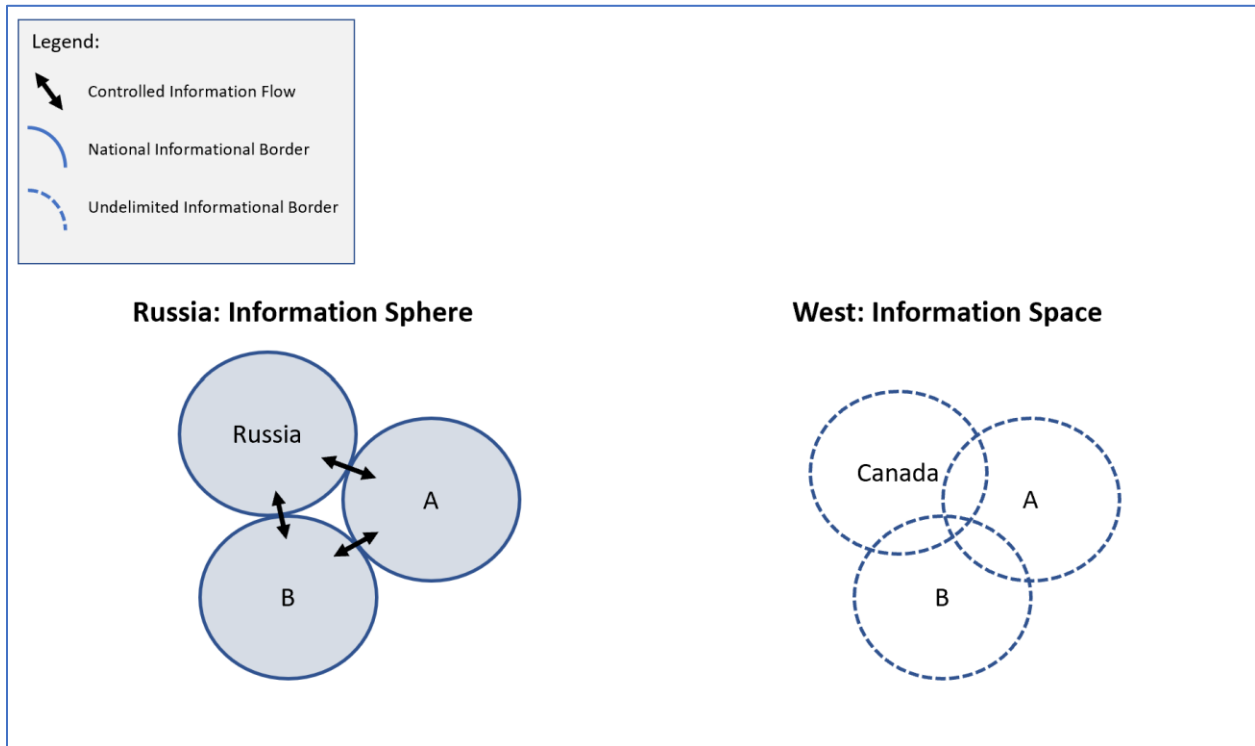 Legend:
Controlled Information Flow
National Informational Border
Undelimited Informational Border
Russia: Information Sphere
West: Information Space
Russia
A
B
Canada
A
B